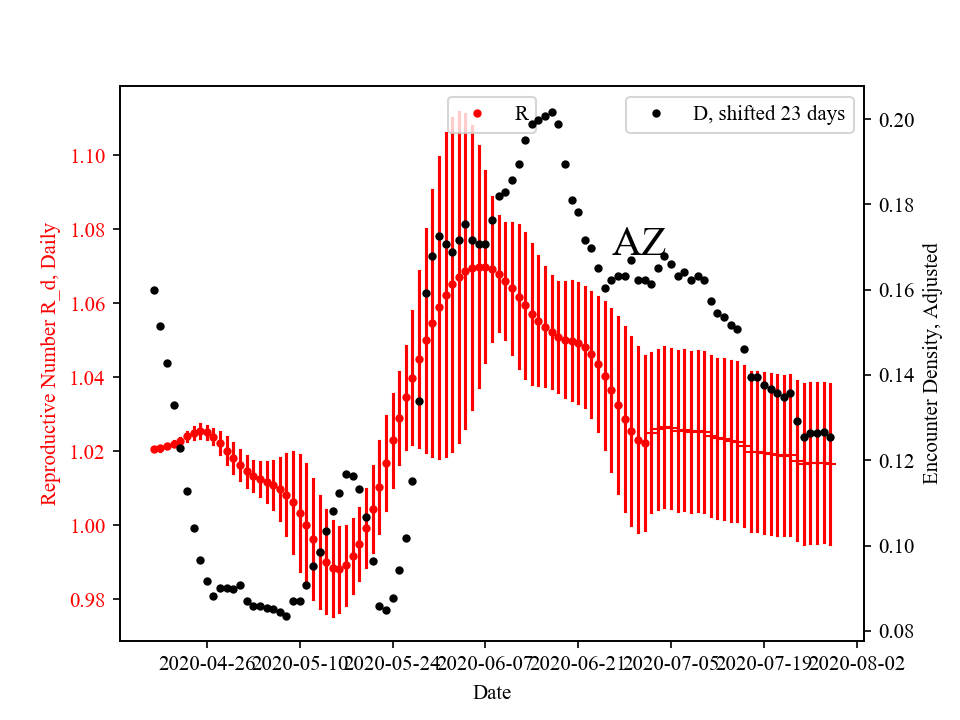 R
D, shifted 23 days
AZ
Reproductive Number R_d, Daily
1.10
1.08
1.06
1.04
1.02
1.00
0.98
0.20
0.18
0.16
0.14
0.12
0.10
0.08
Encounter Density, Adjusted
2020-04-26 2020-05-10 2020-05-24 2020-06-07 2020-06-21 2020-07-05 2020-07-19 2020-08-02
Date